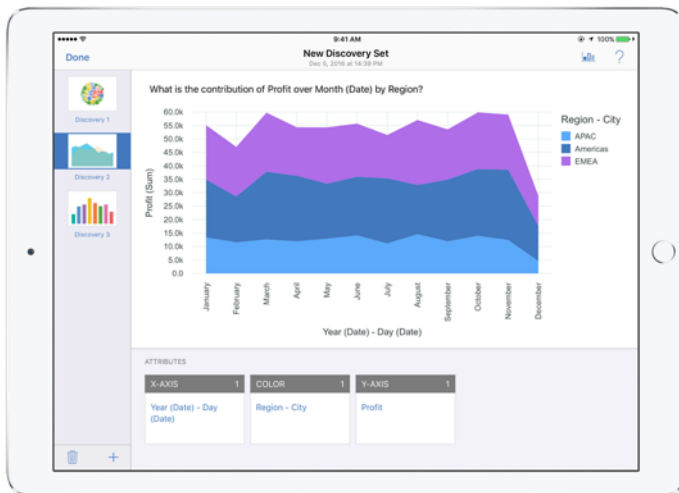 9:41 AM
100%
Done
New Discovery Set
Dec 5, 2016 at 14:39 PM
?
Discovery 1
Discovery 2
Discovery 3
What is the contribution of Profit over Month (Date) by Region?
60.0k
55.0k
50.0k
45.0k
40.0k
35.0k
30.0k
25.0k
20.0k
15.0k
10.0k
5.0k
0.0
Profit (Sum)
January
February
March
April
May
June
July
August
September
October
November
December
Year (Date) - Day (Date)
Region - City
APAC
Americas
EMEA
ATTRIBUTES
X-AXIS 1
Year (Date) - Day
(Date)
COLOR 1
Region - City
Y-AXIS 1
Profit